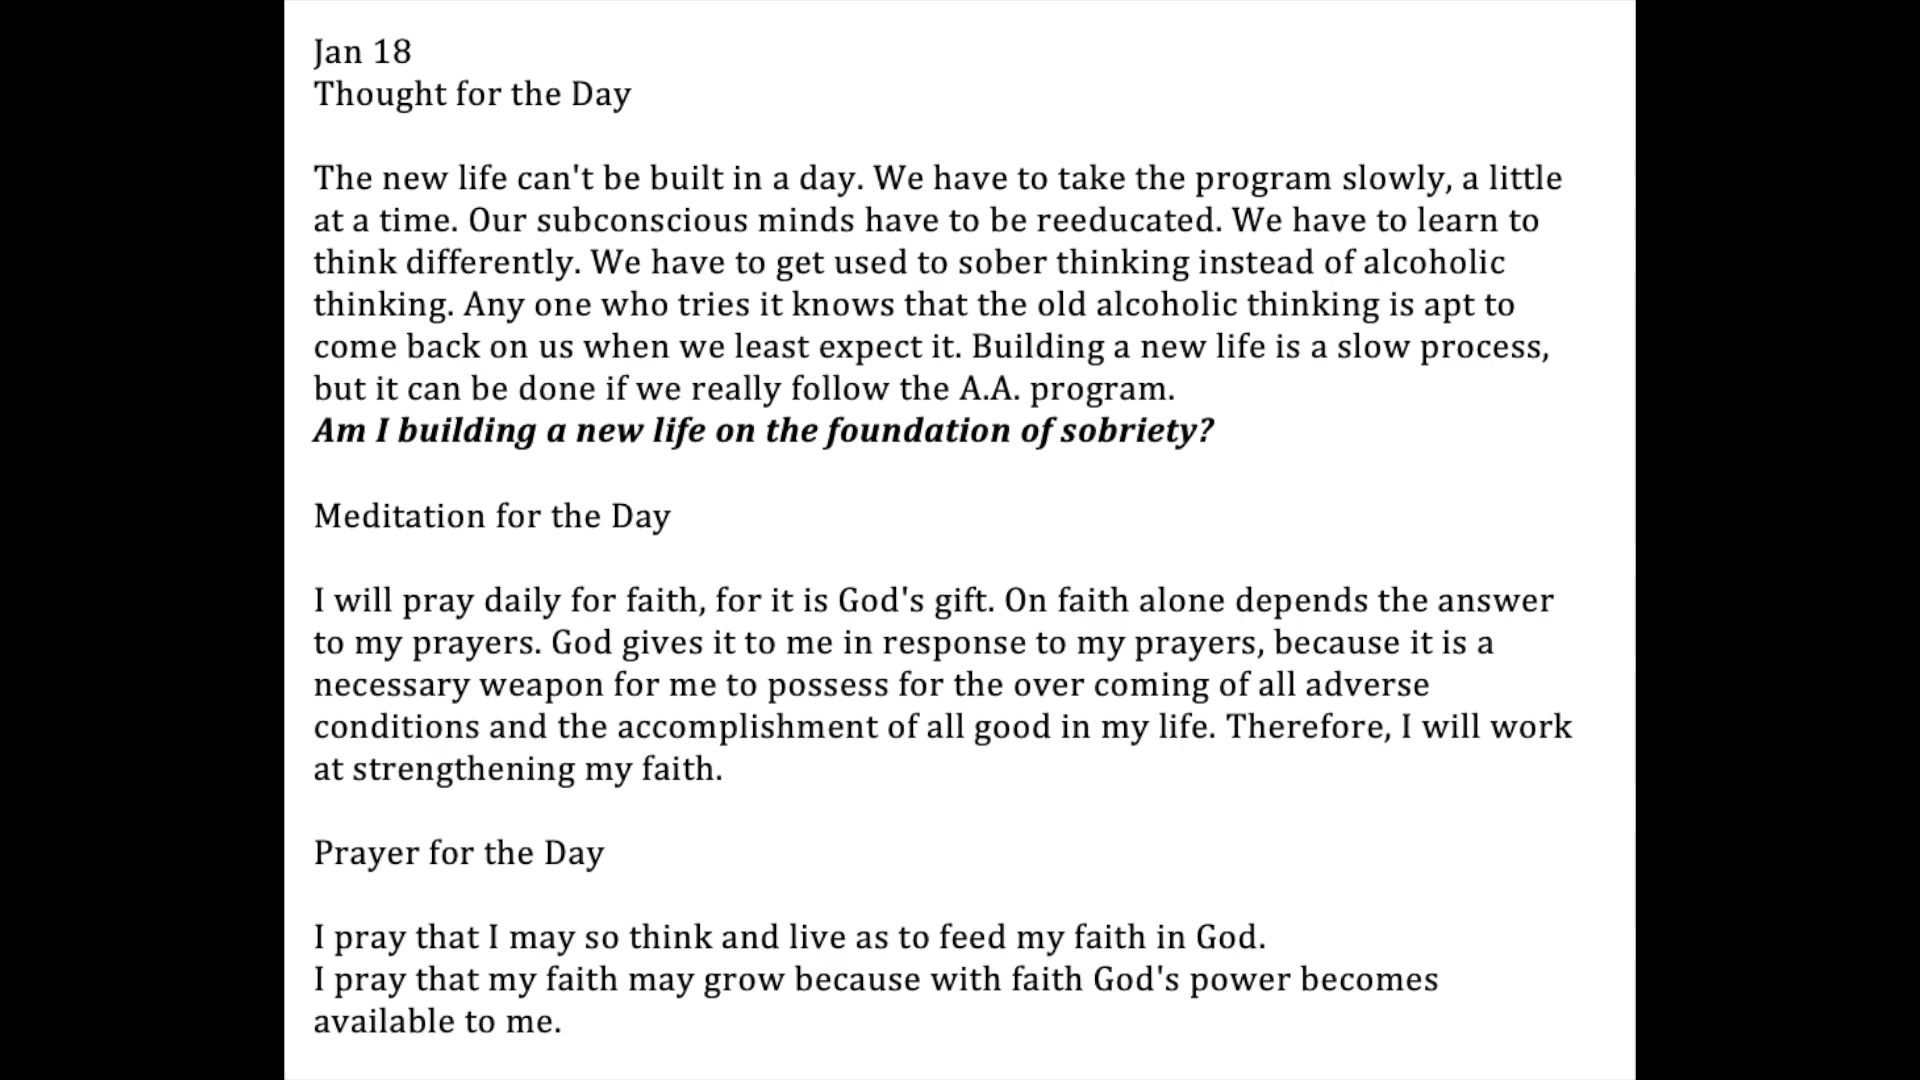 Jan 18
Thought for the Day
The new life can't be built in a day. We have to take the program slowly, a little
at a time. Our subconscious minds have to be reeducated. We have to learn to
think differently. We have to get used to sober thinking instead of alcoholic
thinking. Any one who tries it knows that the old alcoholic thinking is apt to
come back on us when we least expect it. Building a new life is a slow process,
but it can be done if we really follow the A.A. program.
Am I building a new life on the foundation of sobriety?
Meditation for the Day
I will pray daily for faith, for it is God's gift. On faith alone depends the answer
to my prayers. God gives it to me in response to my prayers, because it is a
necessary weapon for me to possess for the over coming of all adverse
conditions and the accomplishment of all good in my life. Therefore, I will work
at strengthening my faith.
Prayer for the Day
I pray that I may so think and live as to feed my faith in God.
I pray that my faith may grow because with faith God's power becomes
available to me.